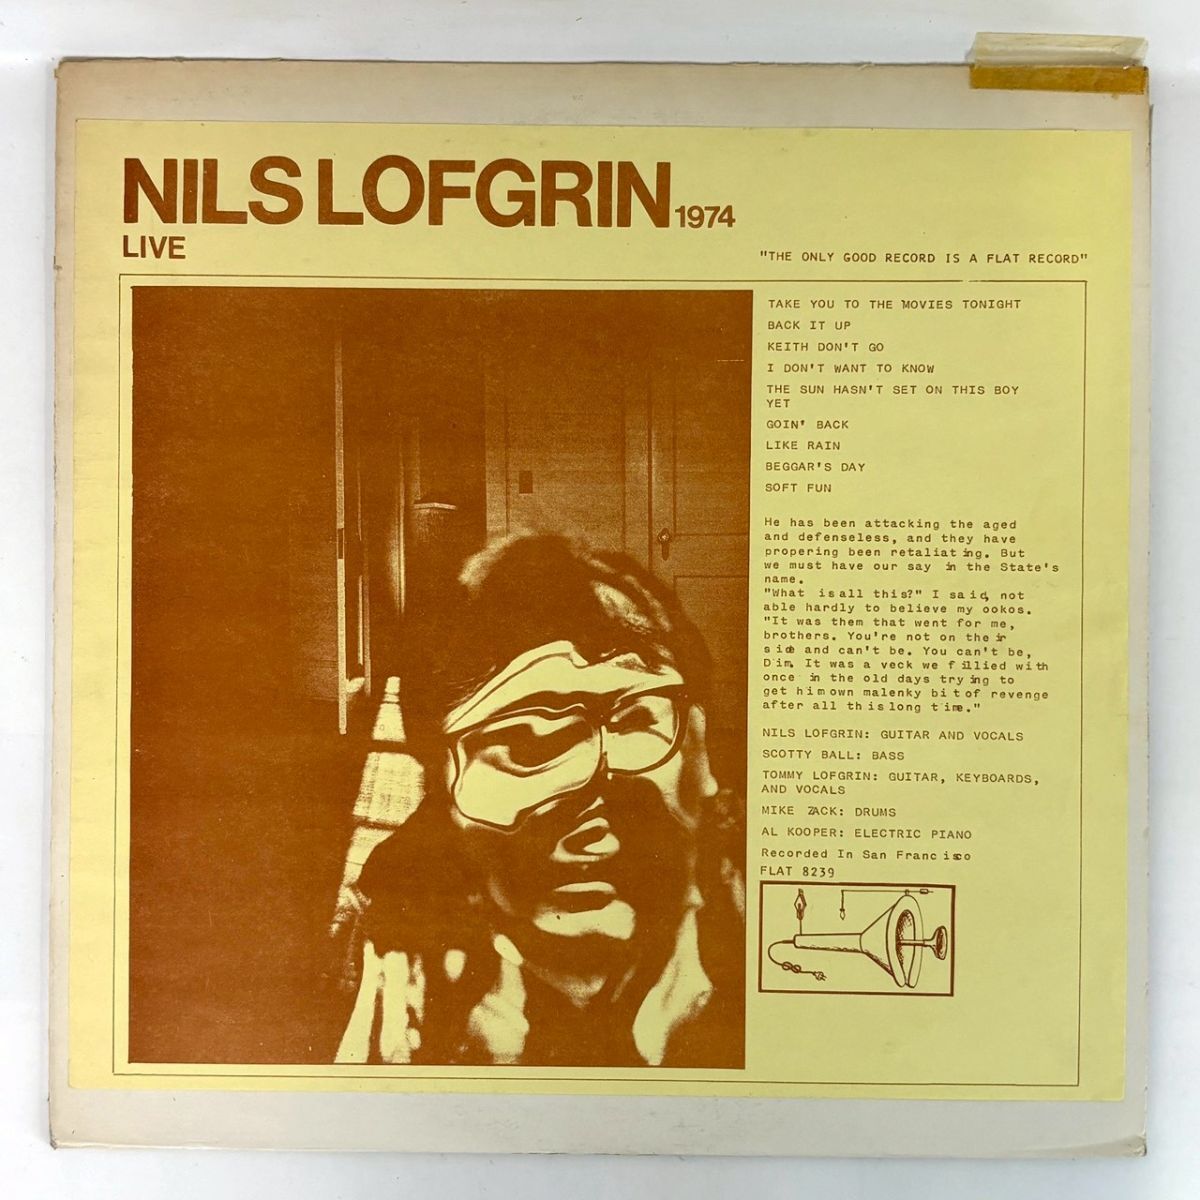 NILS LOFGRIN 1974
LIVE
"THE ONLY GOOD RECORD IS A FLAT RECORD"
TAKE YOU TO THE MOVIES TONIGHT
BACK IT UP
KEITH DON'T GO
I DON'T WANT TO KNOW
THE SUN HASN'T SET ON THIS BOY
YET
GOIN' BACK
LIKE RAIN
BEGGAR'S DAY
SOFT FUN
He has been attacking the aged
and defenseless, and they have
propering been retaliating. But
we must have our say in the State's
name.
"What is all this?" I said, not
able hardly to believe my ookos.
"It was them that went for me,
brothers. You're not on their
side and can't be. You can't be,
Dim. It was a veck we fillied with
once in the old days trying to
get him own malenky bit of revenge
after all this long time."
NILS LOFGRIN: GUITAR AND VOCALS
SCOTTY BALL: BASS
TOMMY LOFGRIN: GUITAR, KEYBOARDS,
AND VOCALS
MIKE ZACK: DRUMS
AL KOOPER: ELECTRIC PIANO
Recorded In San Francisco
FLAT 8239